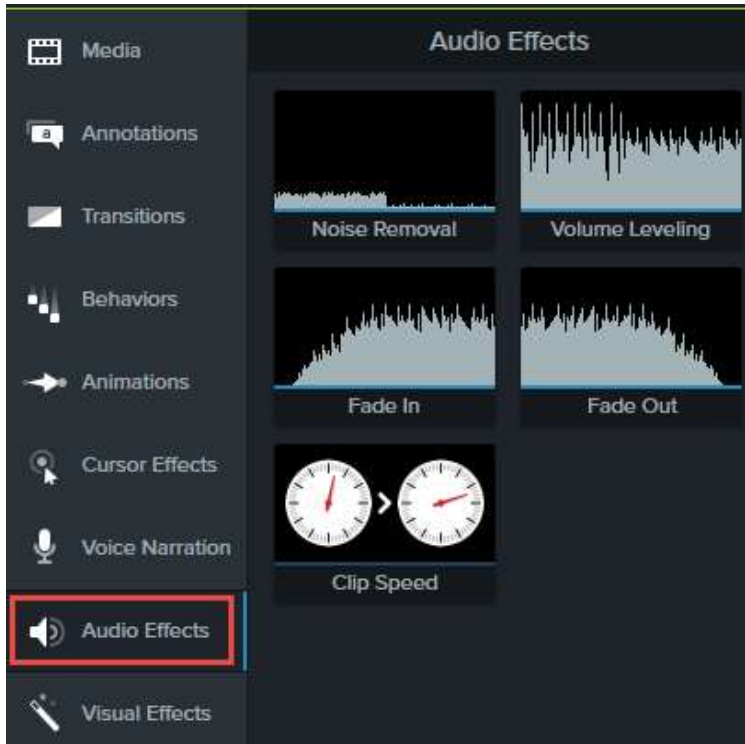 Media
Annotations
Transitions
Behaviors
Animations
Cursor Effects
Voice Narration
Audio Effects
Visual Effects
Audio Effects
Noise Removal
Volume Leveling
Fade In
Fade Out
Clip Speed